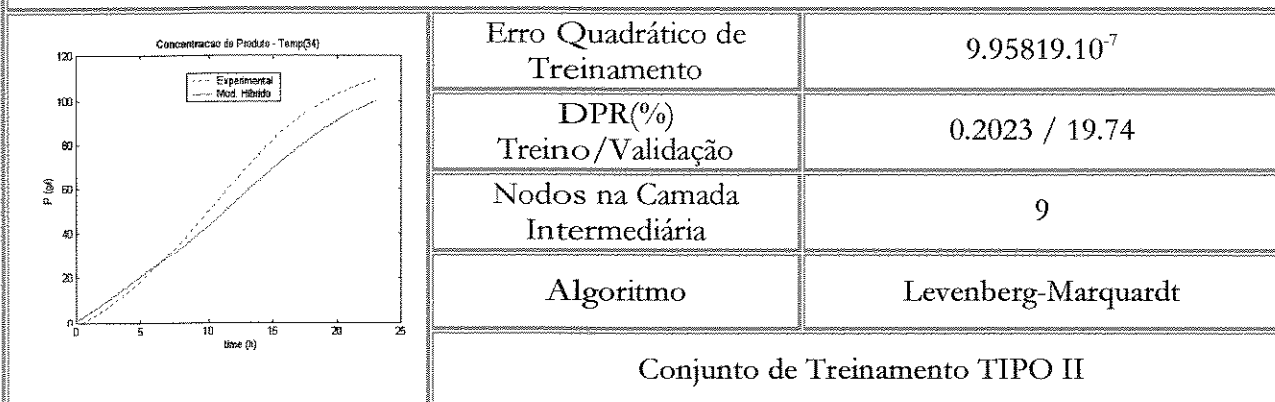 Concentracao do Produto - Temp(34)
Experimental
Mod. Híbrido
120
100
80
60
40
20
0
P (g/l)
0 5 10 15 20 25
time (h)
Erro Quadrático de
Treinamento
9.95819.10⁻⁷
DPR(%)
Treino/Validação
0.2023 / 19.74
Nodos na Camada
Intermediária
9
Algoritmo
Levenberg-Marquardt
Conjunto de Treinamento TIPO II